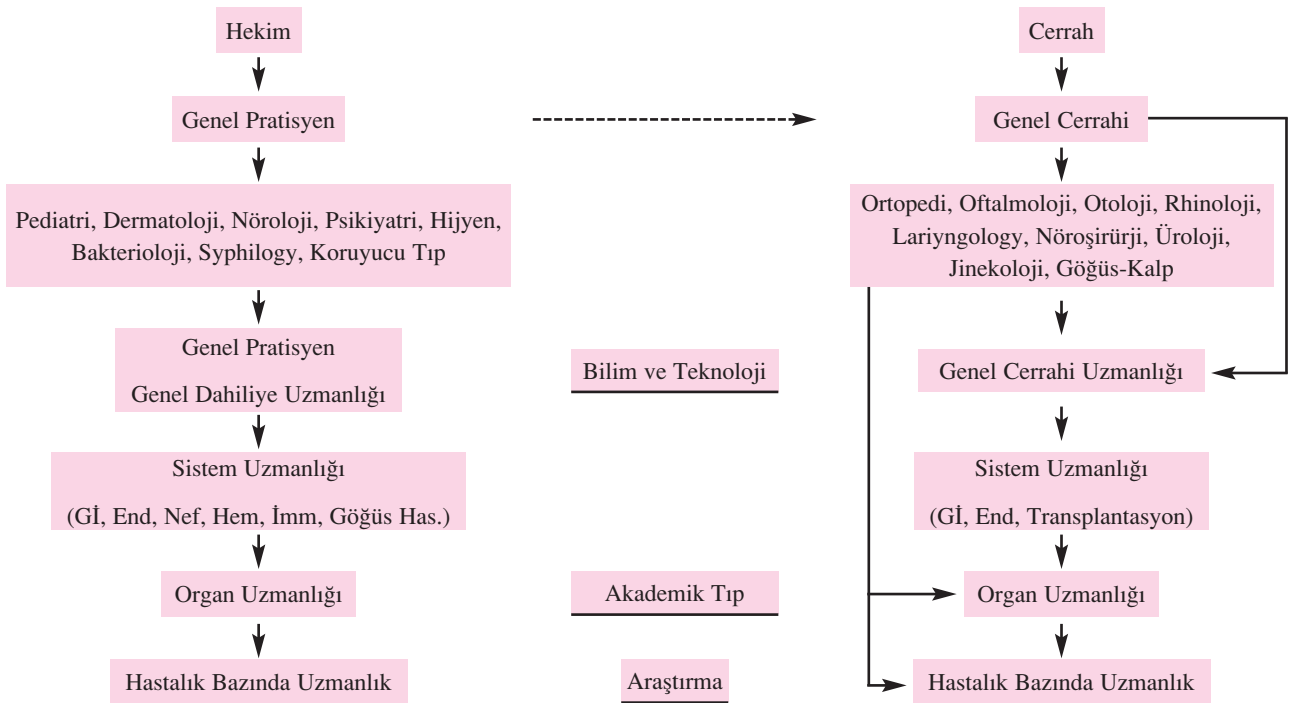 Hekim
Genel Pratisyen
Pediatri, Dermatoloji, Nöroloji, Psikiyatri, Hijyen,
Bakterioloji, Syphilogy, Koruyucu Tıp
Genel Pratisyen
Genel Dahiliye Uzmanlığı
Sistem Uzmanlığı
(Gİ, End, Nef, Hem, İmm, Göğüs Has.)
Organ Uzmanlığı
Hastalık Bazında Uzmanlık
Bilim ve Teknoloji
Akademik Tıp
Araştırma
Cerrah
Genel Cerrahi
Ortopedi, Oftalmoloji, Otoloji, Rhinoloji,
Lariyngology, Nöroşirürji, Üroloji,
Jinekoloji, Göğüs-Kalp
Genel Cerrahi Uzmanlığı
Sistem Uzmanlığı
(Gİ, End, Transplantasyon)
Organ Uzmanlığı
Hastalık Bazında Uzmanlık